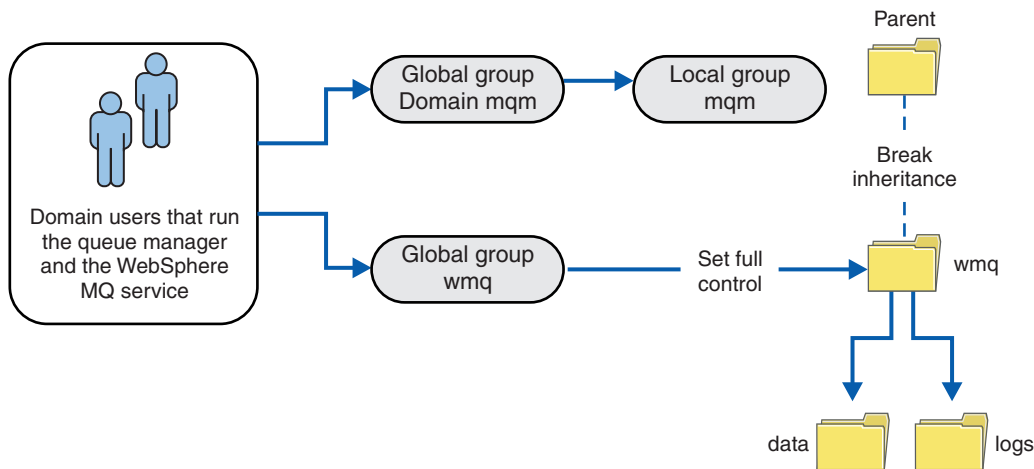 Parent
Global group
Domain mqm
Local group
mqm
Break
inheritance
Domain users that run
the queue manager
and the WebSphere
MQ service
Global group
wmq
Set full
control
wmq
data
logs